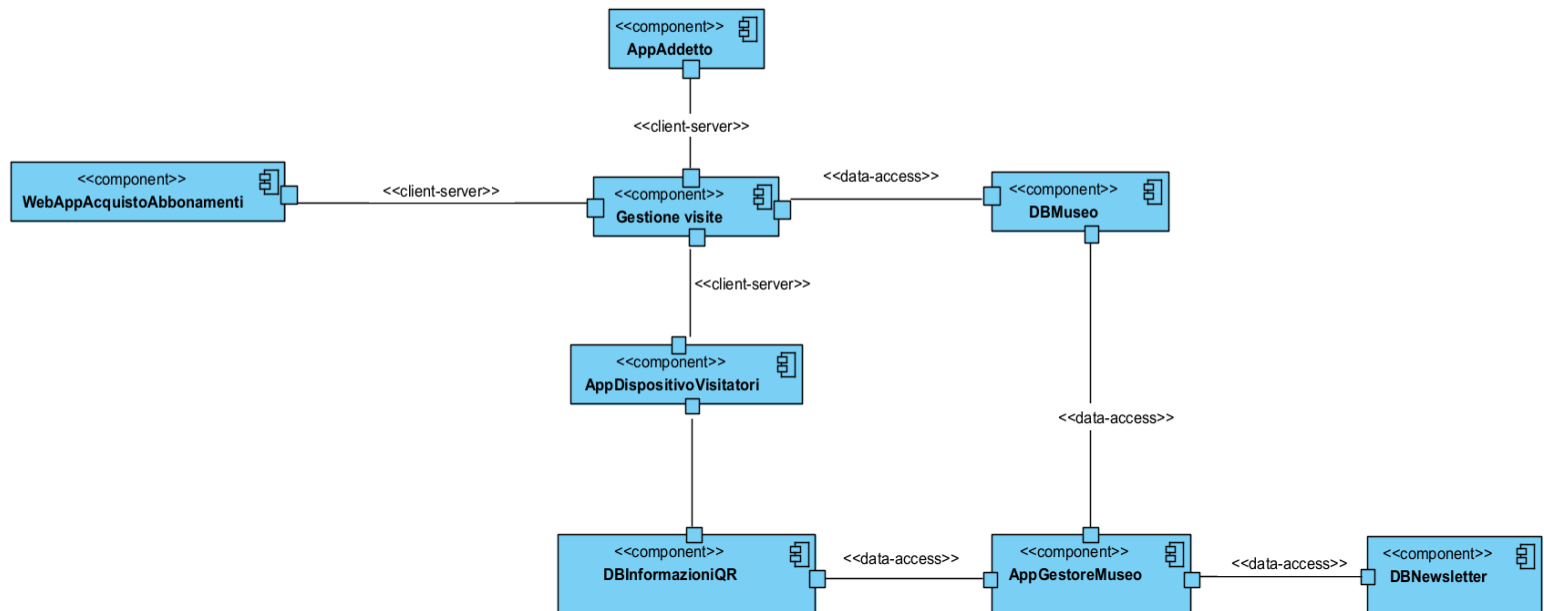 <<component>>
AppAddetto
<<client-server>>
<<component>>
WebAppAcquistoAbbonamenti
<<client-server>>
<<component>>
Gestione visite
<<data-access>>
<<component>>
DBMuseo
<<client-server>>
<<component>>
AppDispositivoVisitatori
<<data-access>>
<<component>>
DBInformazioniQR
<<data-access>>
<<component>>
AppGestoreMuseo
<<data-access>>
<<component>>
DBNewsletter